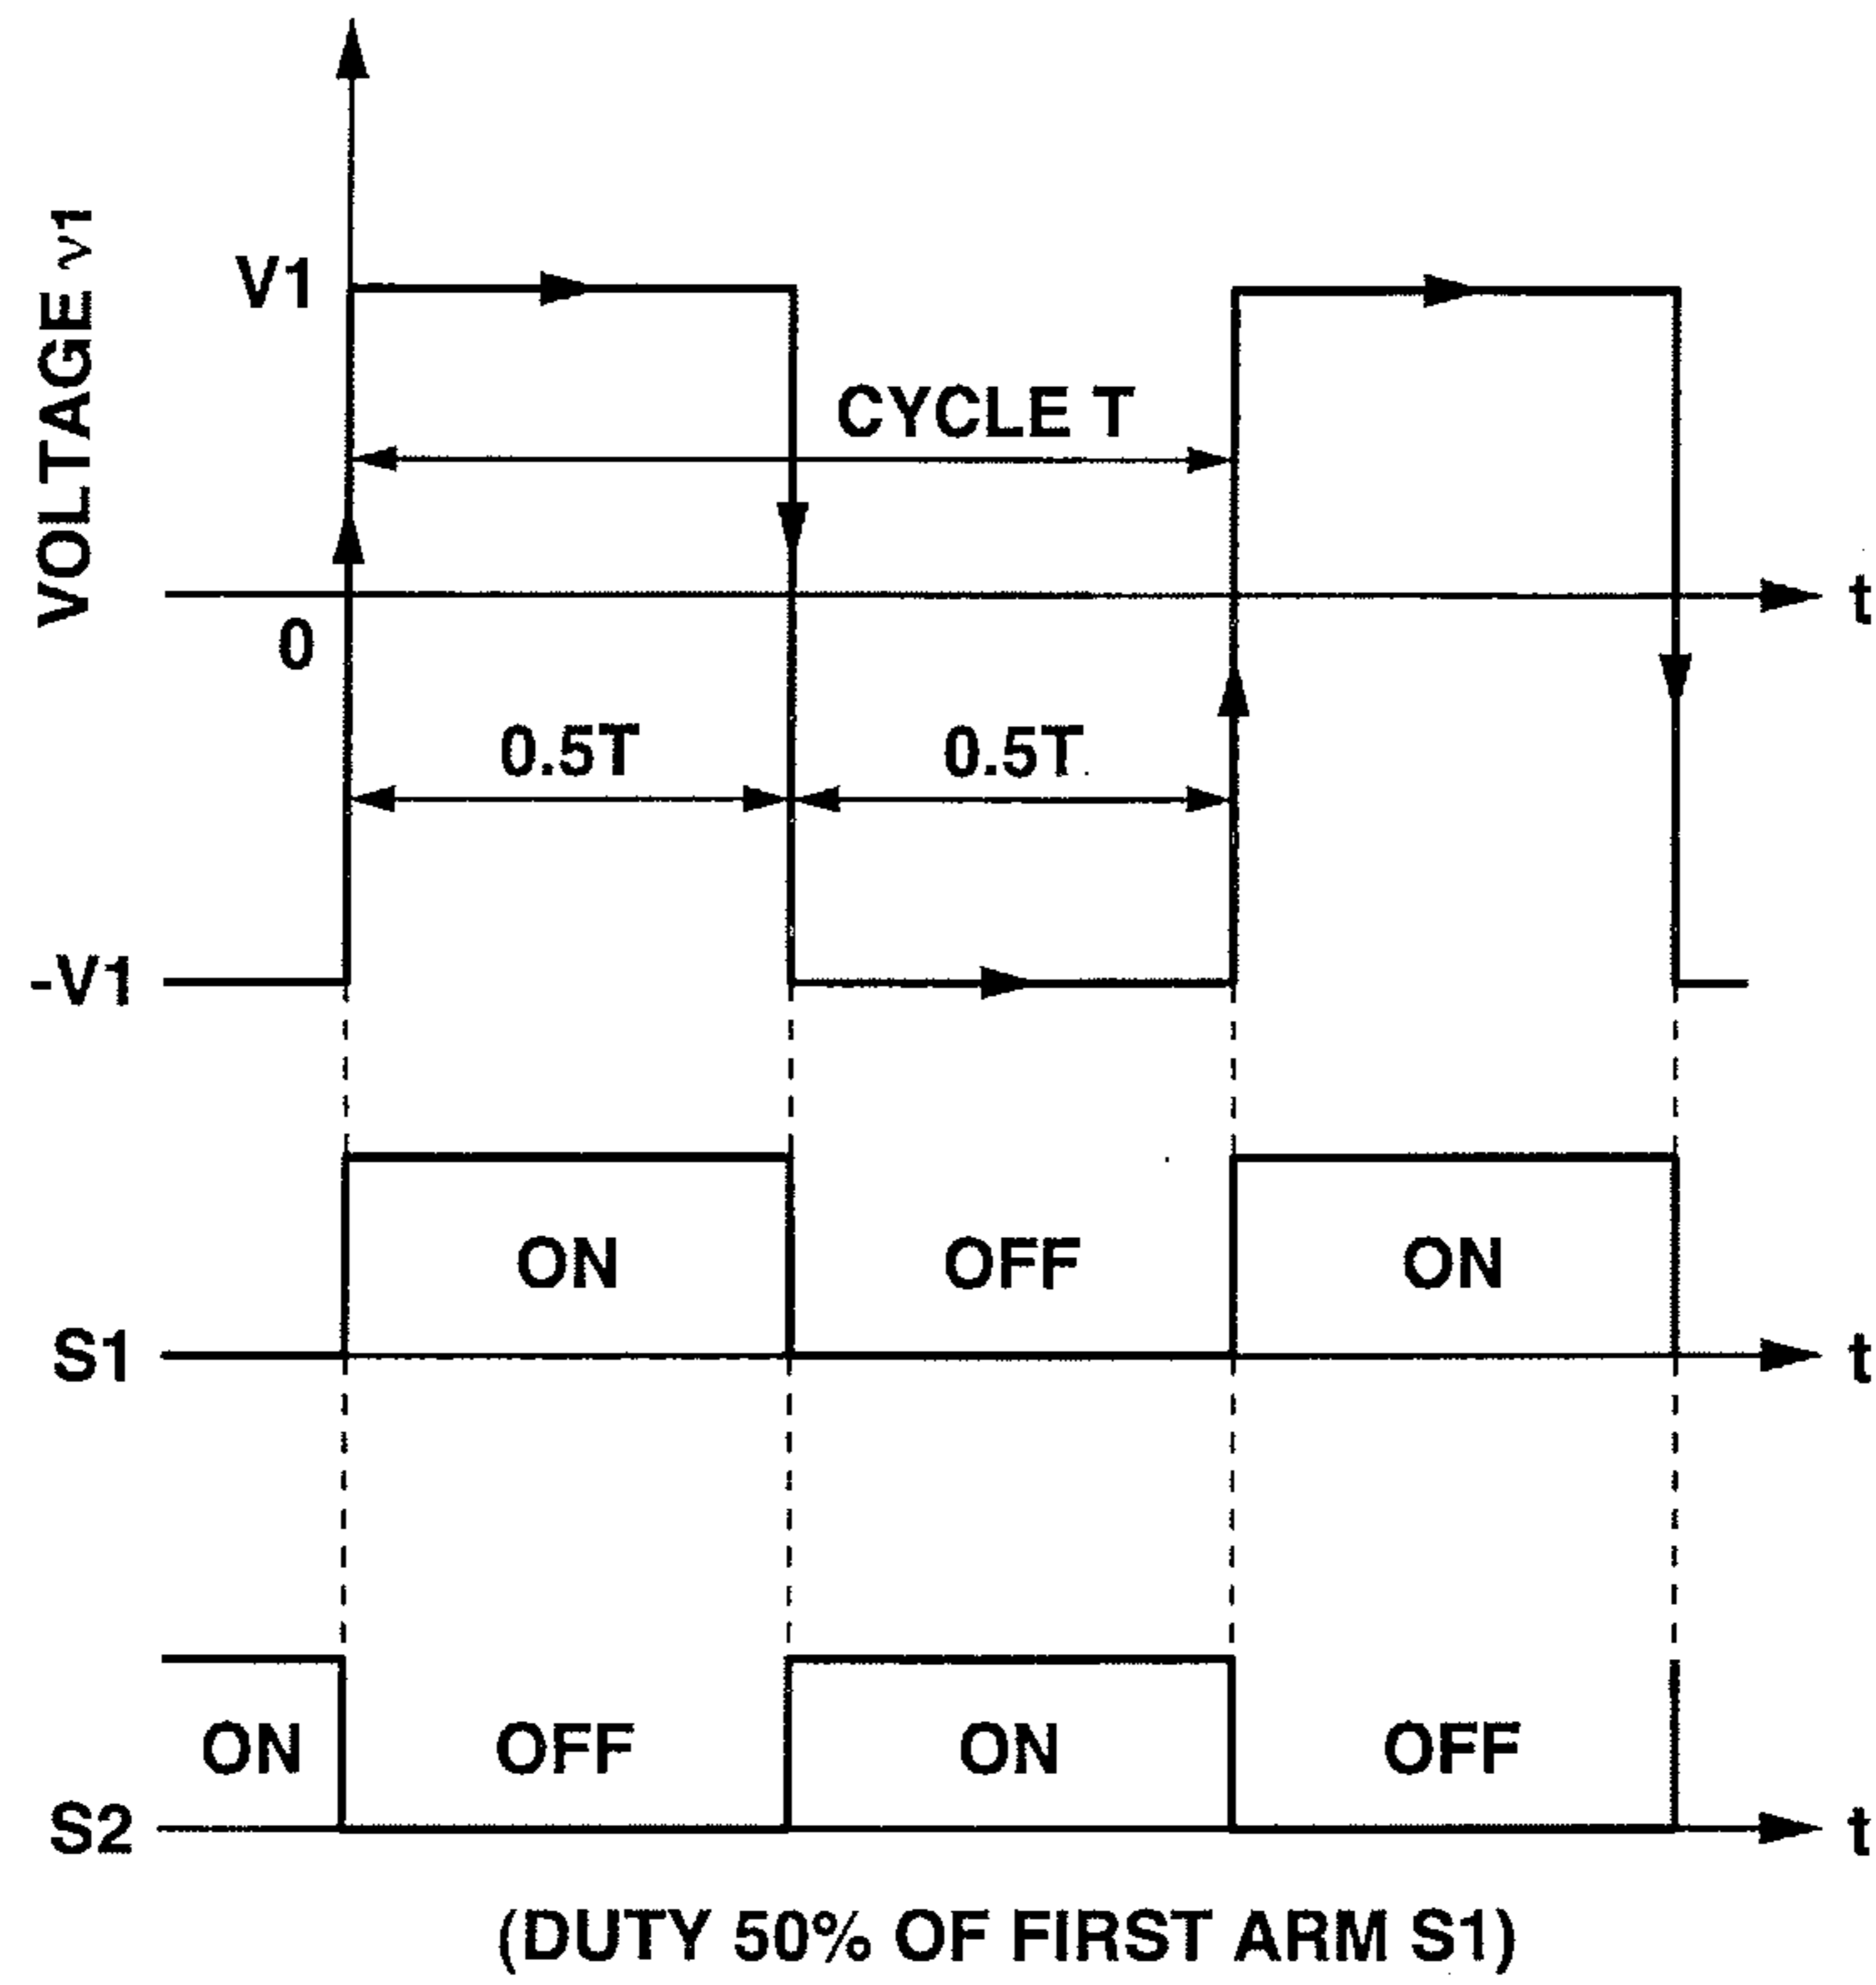 VOLTAGE v1
V1
CYCLE T
t
0
0.5T
0.5T
-V1
ON
OFF
ON
S1
t
ON
OFF
ON
OFF
S2
t
(DUTY 50% OF FIRST ARM S1)